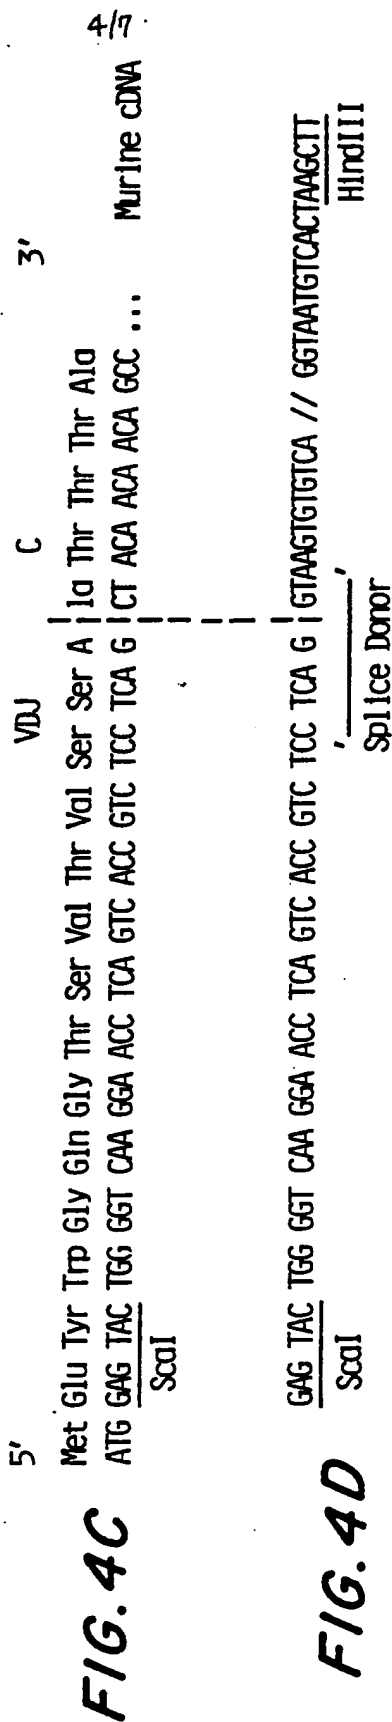 4/7
5' VDJ C 3'
Met Glu Tyr Trp Gly Gln Gly Thr Ser Val Thr Val Ser Ser A la Thr Thr Thr Ala
ATG GAG TAC TGG GGT CAA GGA ACC TCA GTC ACC GTC TCC TCA G CT ACA ACA ACA GCC ... Murine cDNA
ScaI
FIG. 4C
GAG TAC TGG GGT CAA GGA ACC TCA GTC ACC GTC TCC TCA G GTAAGTGTGTCA // GGTAATGTCACTAAGCTT
ScaI ' ' HindIII
Splice Donor
FIG. 4D